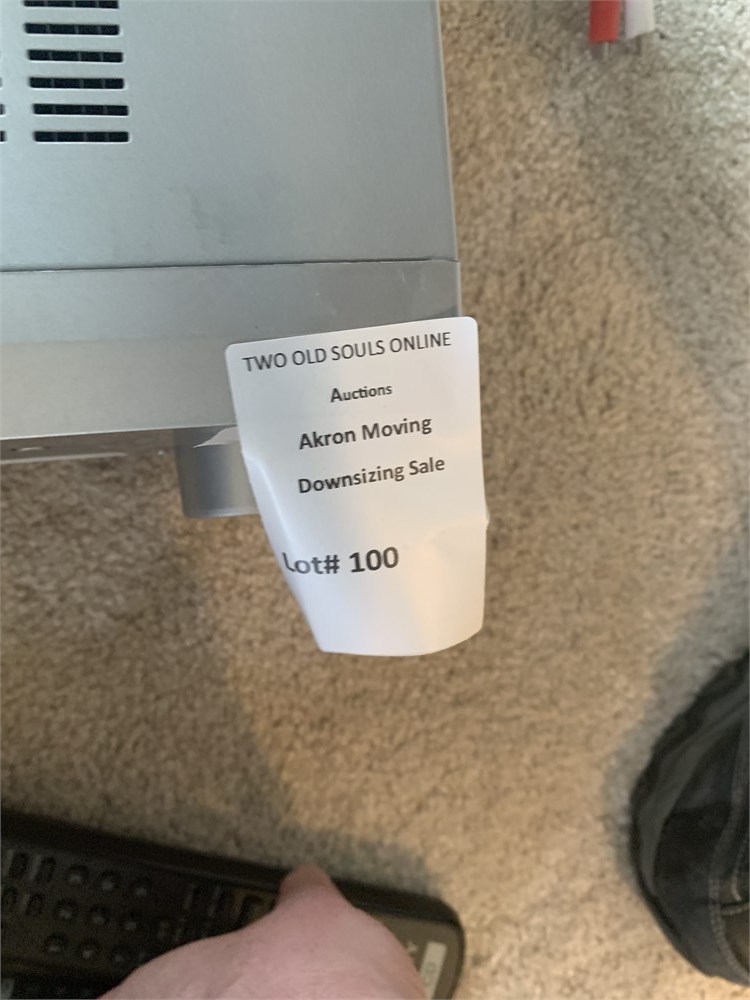 TWO OLD SOULS ONLINE
Auctions
Akron Moving
Downsizing Sale
Lot# 100